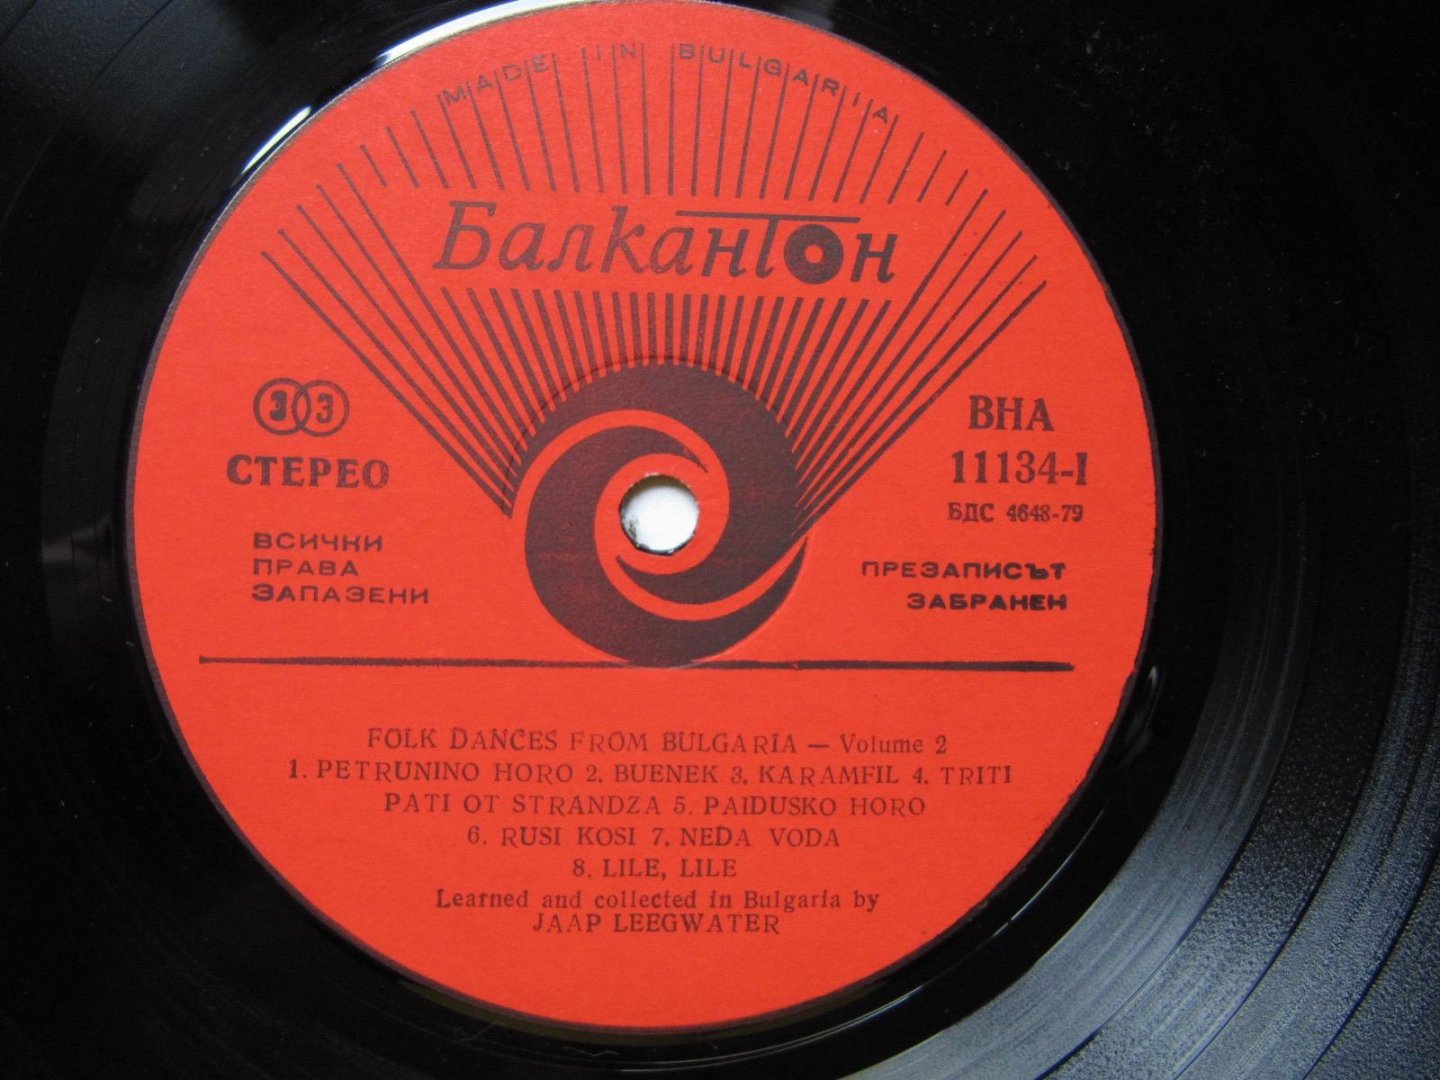 MADE IN BULGARIA
Балкантон
33
СТЕРЕО
ВНА
11134-I
БДС 4648-79
ВСИЧКИ
ПРАВА
ЗАПАЗЕНИ
ПРЕЗАПИСЪТ
ЗАБРАНЕН
FOLK DANCES FROM BULGARIA — Volume 2
1. PETRUNINO HORO 2. BUENEK 3. KARAMFIL 4. TRITI
PATI OT STRANDZA 5. PAIDUSKO HORO
6. RUSI KOSI 7. NEDA VODA
8. LILE, LILE
Learned and collected in Bulgaria by
JAAP LEEGWATER